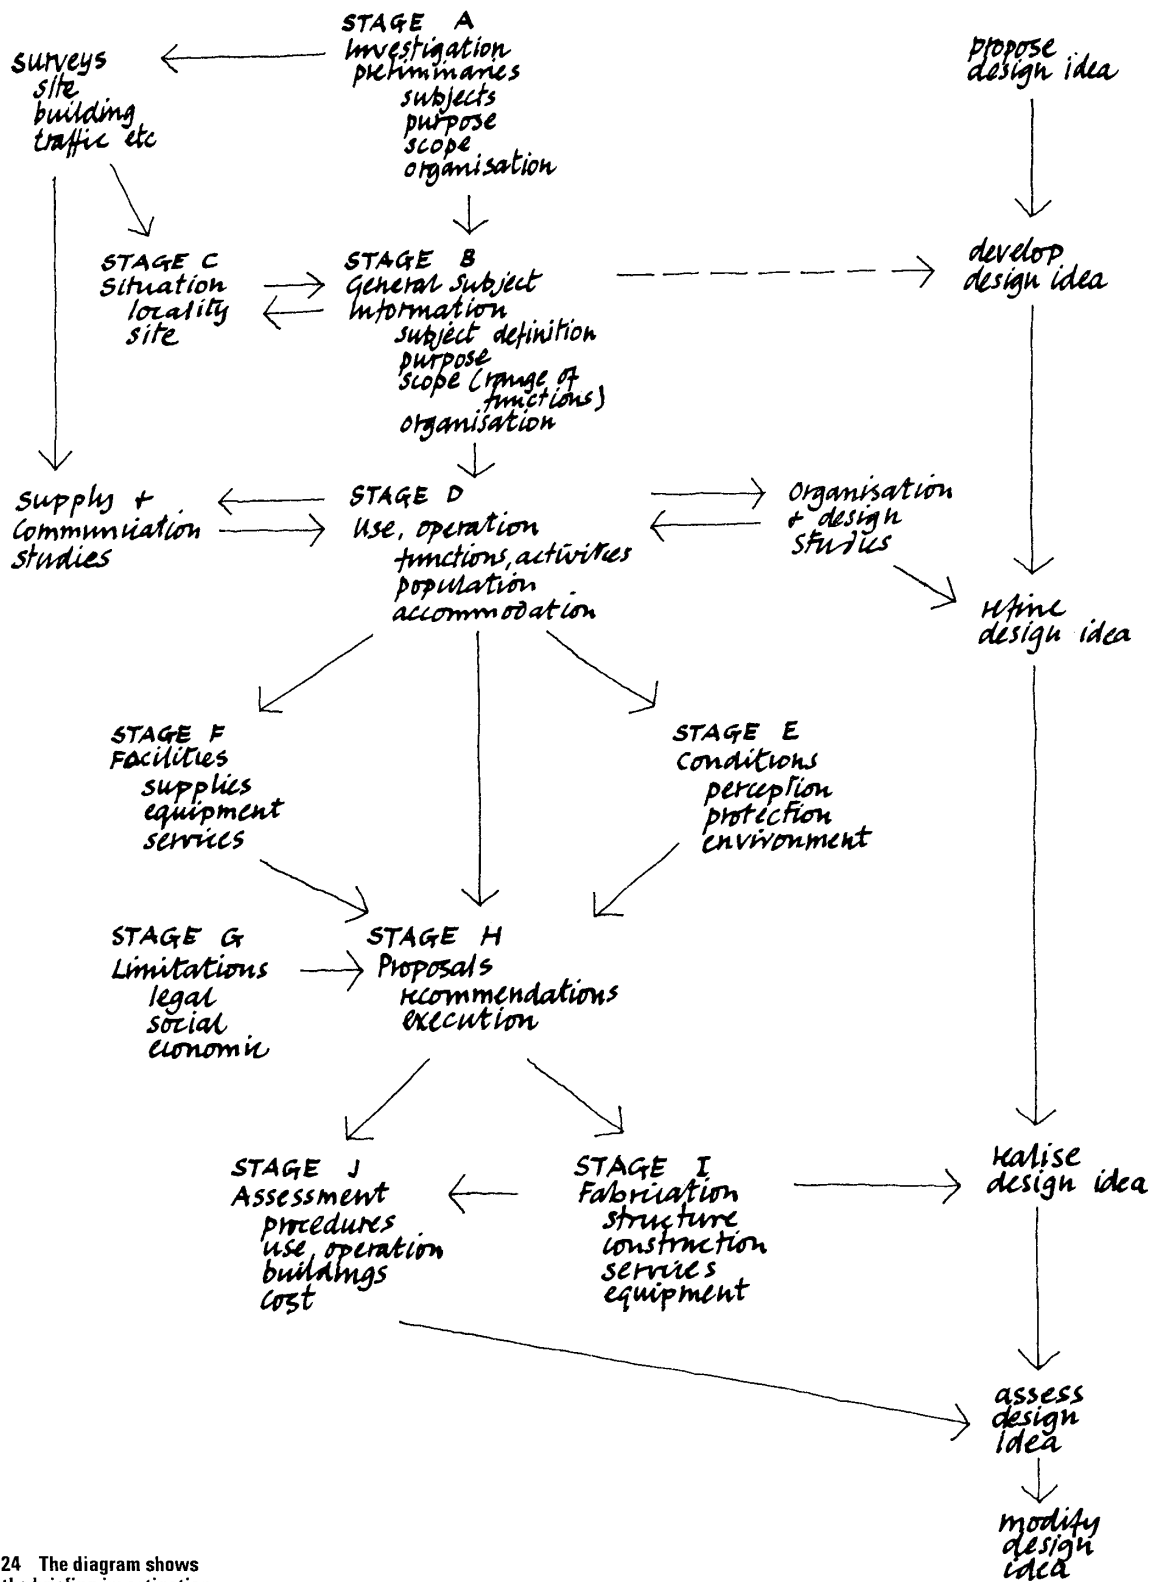 STAGE A
Investigation
preliminaries
subjects
purpose
scope
organisation
surveys
site
building
traffic etc
propose
design idea
STAGE C
Situation
locality
site
STAGE B
General Subject
Information
subject definition
purpose
scope (range of
functions)
organisation
develop
design idea
Supply +
Communication
studies
STAGE D
Use, operation
functions, activities
population
accommodation
Organisation
+ design
studies
refine
design idea
STAGE F
Facilities
supplies
equipment
services
STAGE E
Conditions
perception
protection
environment
STAGE G
Limitations
legal
social
economic
STAGE H
Proposals
recommendations
execution
STAGE J
Assessment
procedures
use, operation
buildings
cost
STAGE I
Fabrication
structure
construction
services
equipment
realise
design idea
assess
design
idea
modify
design
idea
24 The diagram shows